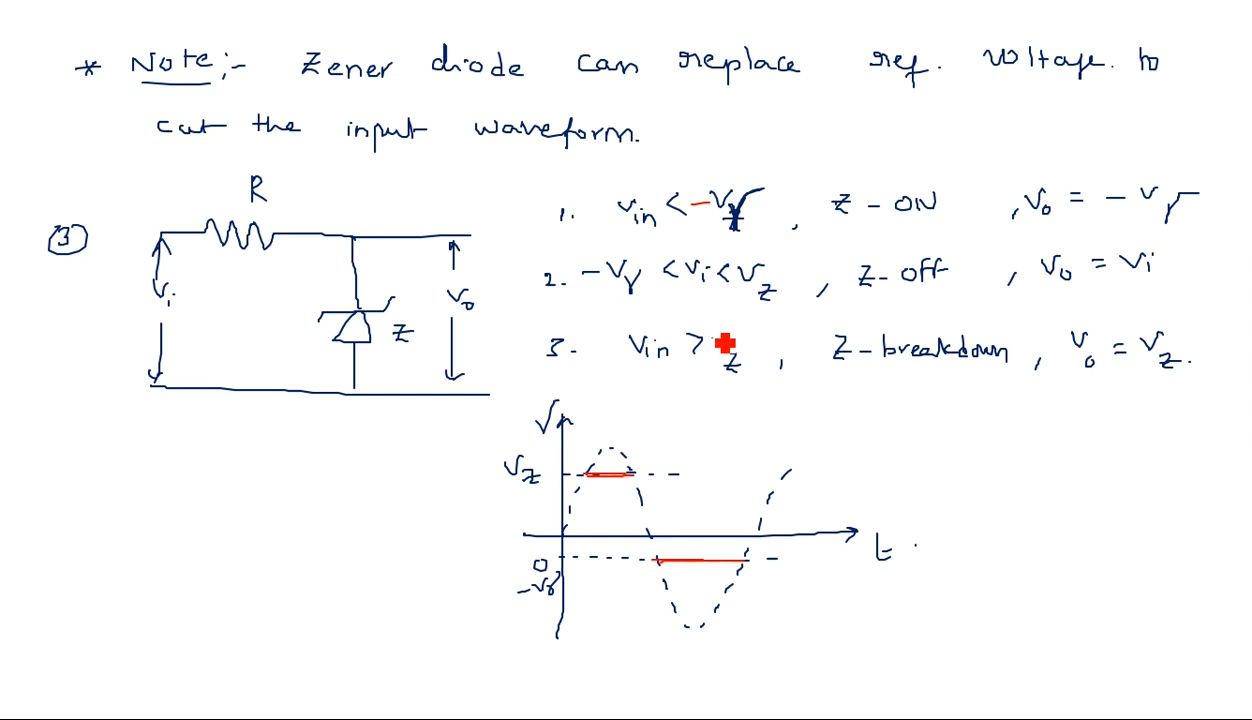 * Note:- Zener diode can replace ref. voltage. to
cut the input waveform.
R
③
Vi
Z
Vo
1. Vin < -Vγ , Z - ON , Vo = - Vγ
2. -Vγ < Vi < VZ , Z - off , Vo = Vi
3. Vin > Z , Z - breakdown , Vo = VZ.
V
VZ
0
-Vγ
t